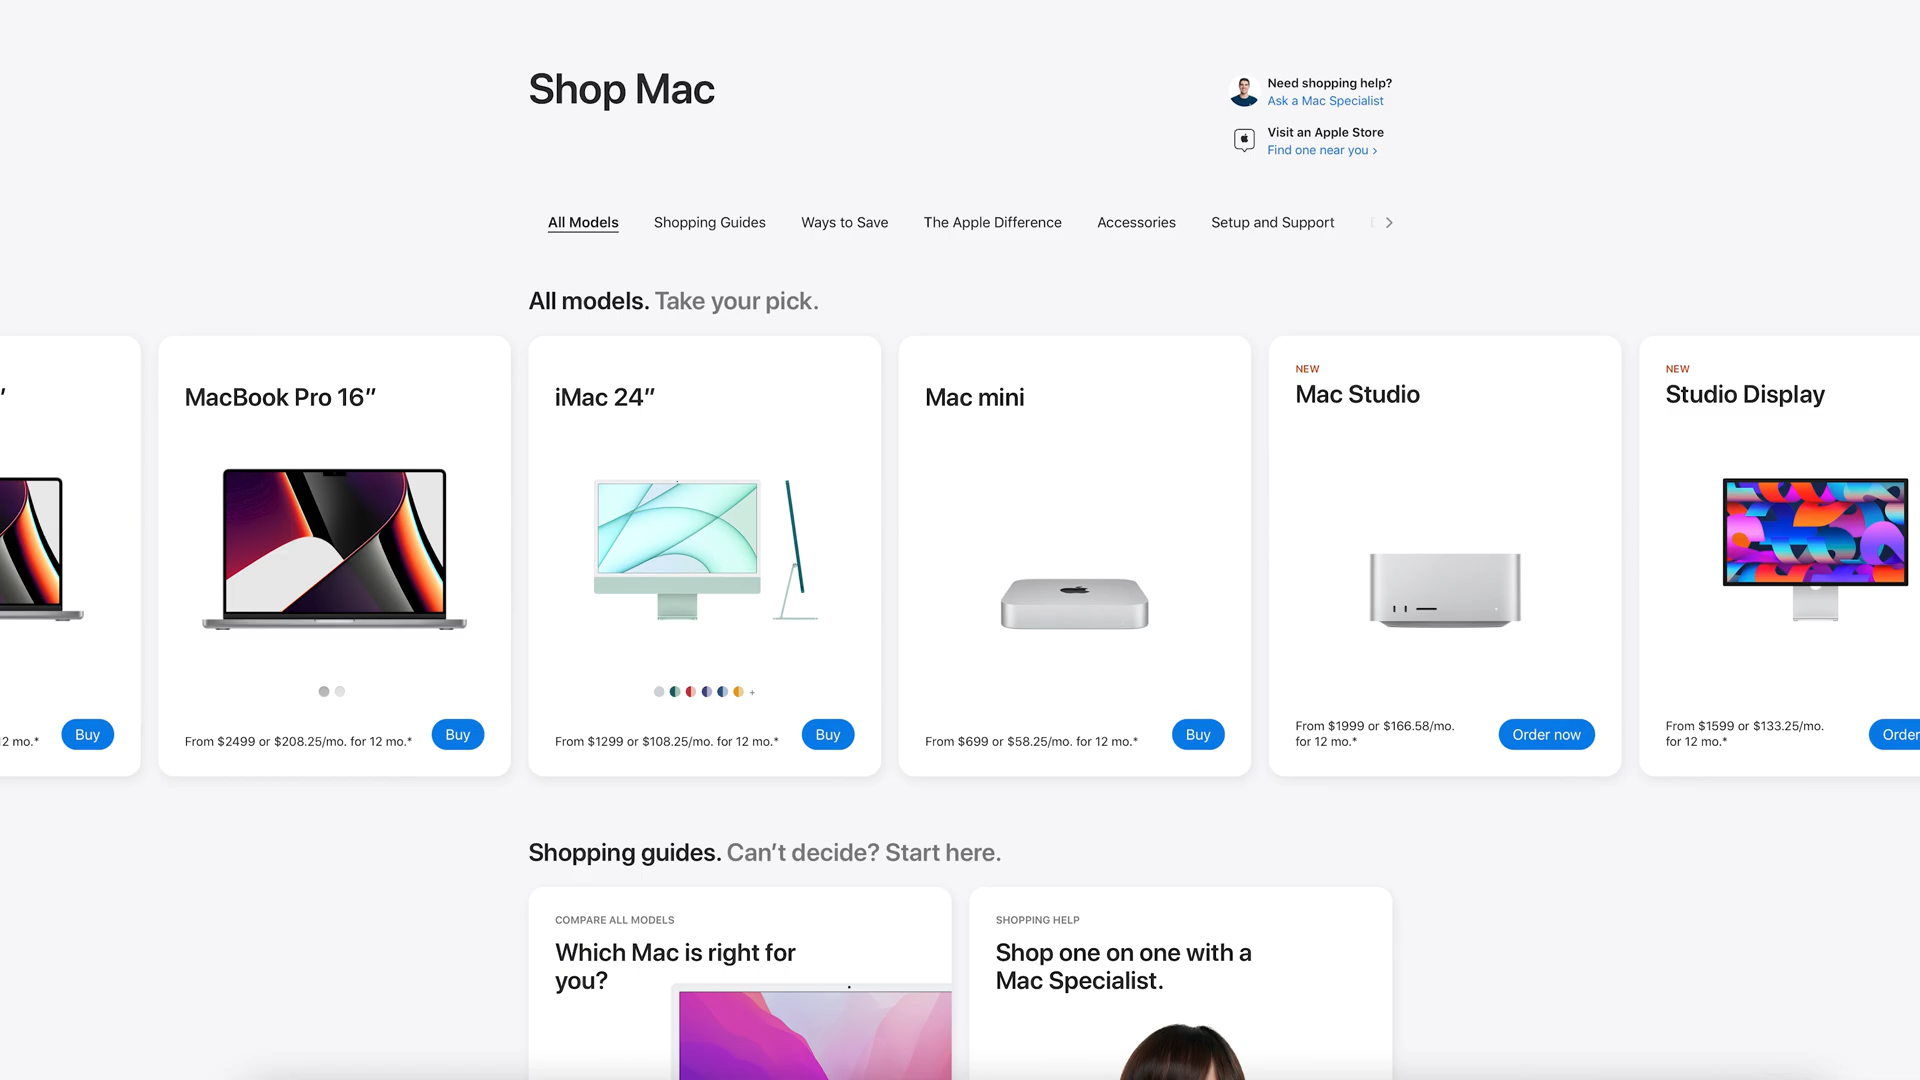 Shop Mac
Need shopping help?
Ask a Mac Specialist
Visit an Apple Store
Find one near you ›
All Models
Shopping Guides
Ways to Save
The Apple Difference
Accessories
Setup and Support
All models. Take your pick.
″
2 mo.*
Buy
MacBook Pro 16″
From $2499 or $208.25/mo. for 12 mo.*
Buy
iMac 24″
+
From $1299 or $108.25/mo. for 12 mo.*
Buy
Mac mini
From $699 or $58.25/mo. for 12 mo.*
Buy
NEW
Mac Studio
From $1999 or $166.58/mo.
for 12 mo.*
Order now
NEW
Studio Display
From $1599 or $133.25/mo.
for 12 mo.*
Order
Shopping guides. Can’t decide? Start here.
COMPARE ALL MODELS
Which Mac is right for
you?
SHOPPING HELP
Shop one on one with a
Mac Specialist.